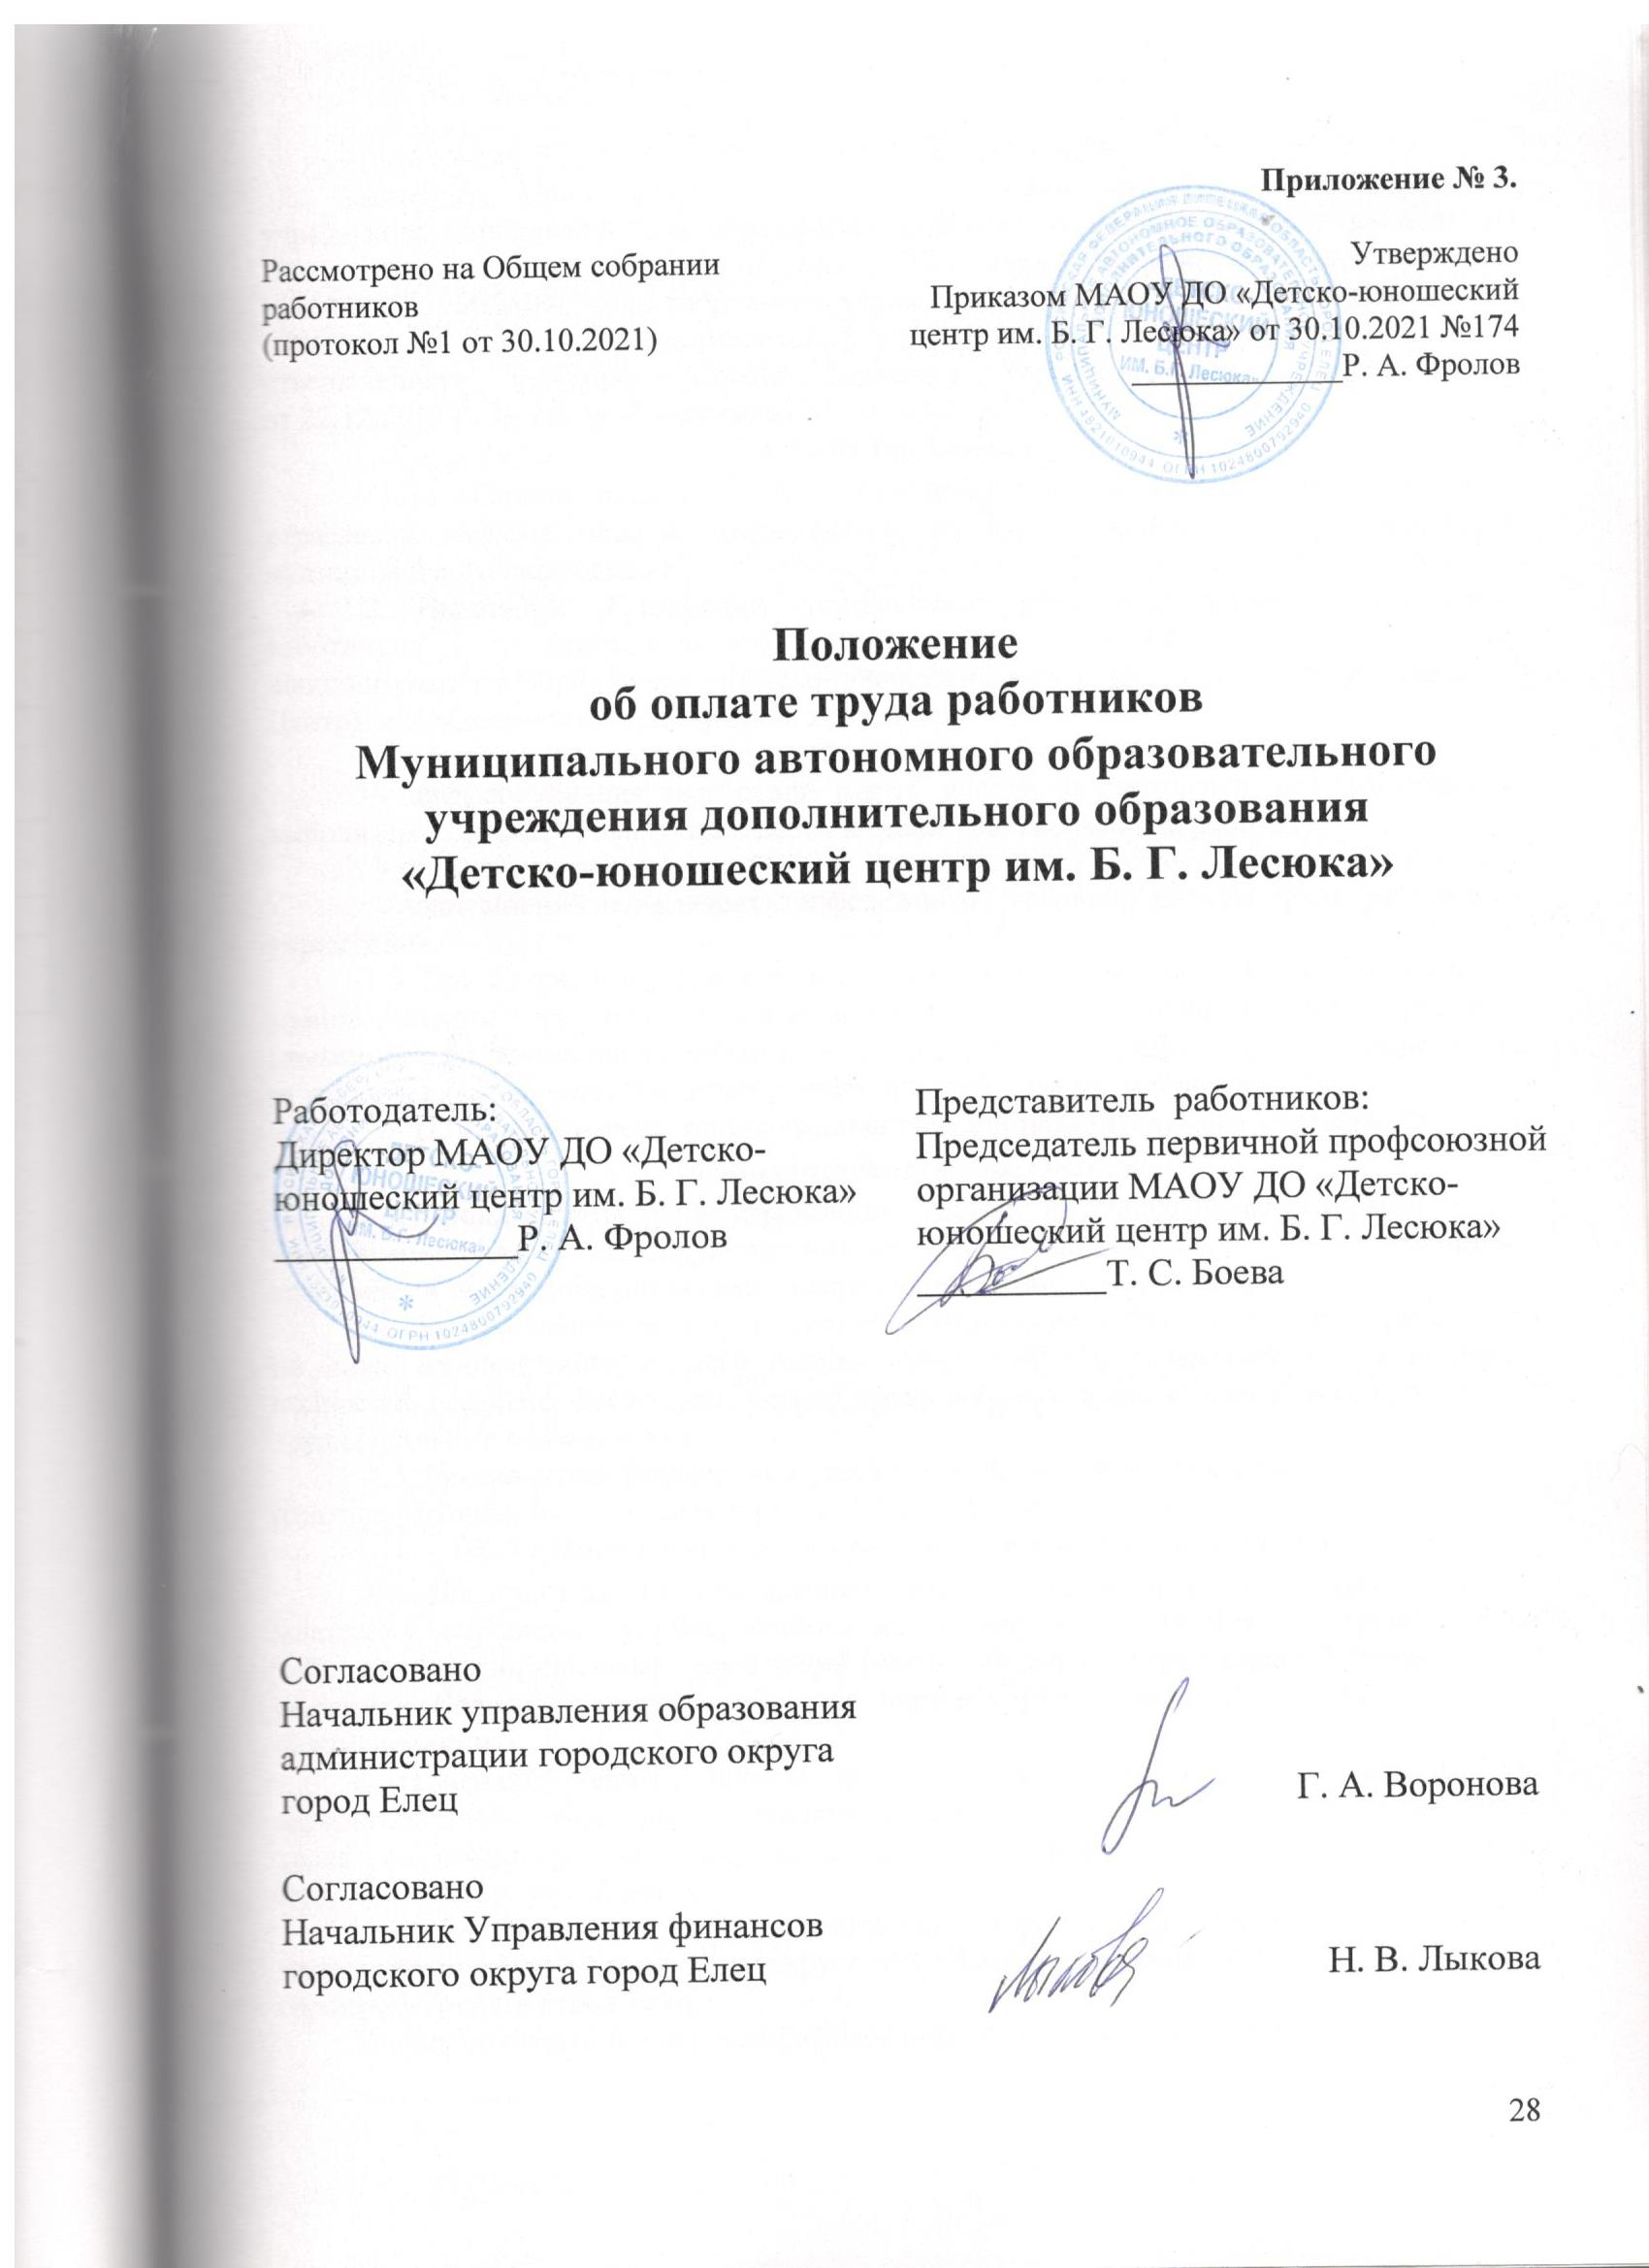 Приложение № 3.
Рассмотрено на Общем собрании
работников
(протокол №1 от 30.10.2021)
Утверждено
Приказом МАОУ ДО «Детско-юношеский
центр им. Б. Г. Лесюка» от 30.10.2021 №174
Р. А. Фролов
Положение
об оплате труда работников
Муниципального автономного образовательного
учреждения дополнительного образования
«Детско-юношеский центр им. Б. Г. Лесюка»
Работодатель:
Директор МАОУ ДО «Детско-
юношеский центр им. Б. Г. Лесюка»
Р. А. Фролов
Представитель работников:
Председатель первичной профсоюзной
организации МАОУ ДО «Детско-
юношеский центр им. Б. Г. Лесюка»
Т. С. Боева
Согласовано
Начальник управления образования
администрации городского округа
город Елец
Г. А. Воронова
Согласовано
Начальник Управления финансов
городского округа город Елец
Н. В. Лыкова
28